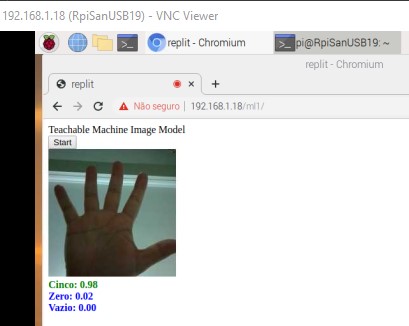 192.168.1.18 (RpiSanUSB19) - VNC Viewer
replit - Chromium
pi@RpiSanUSB19: ~
replit - Chromium
replit
Não seguro | 192.168.1.18/ml1/
Teachable Machine Image Model
Start
Cinco: 0.98
Zero: 0.02
Vazio: 0.00